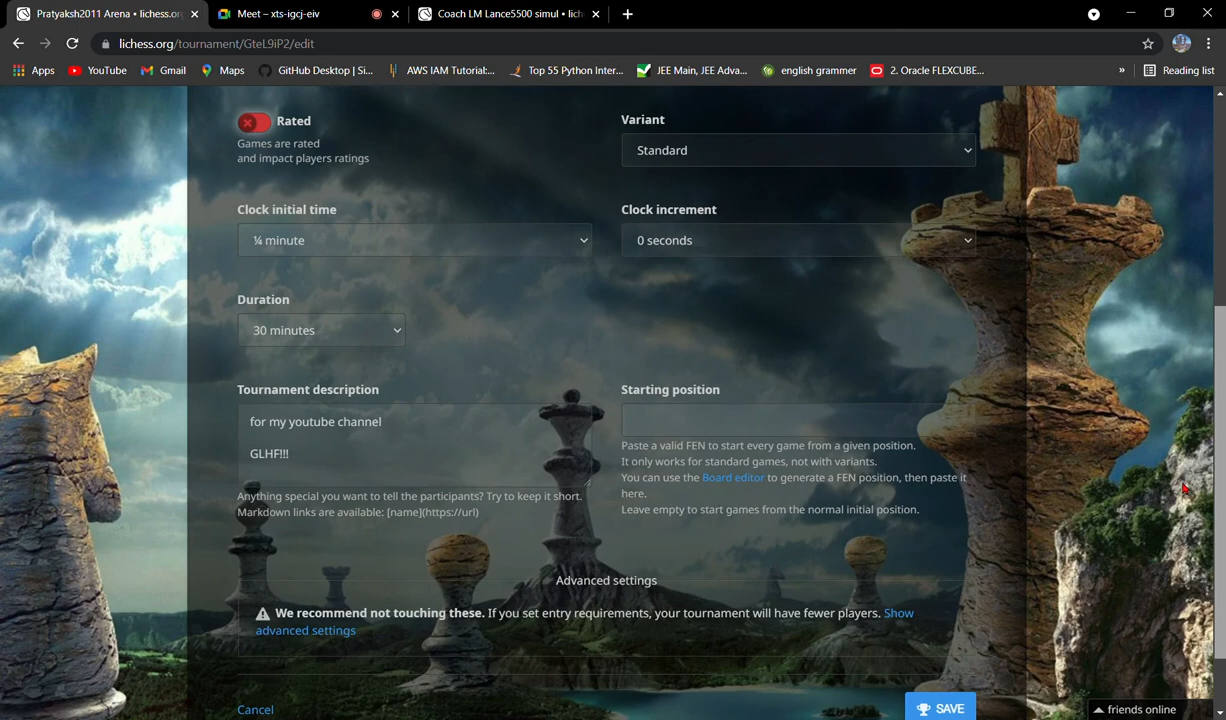 Pratyaksh2011 Arena • lichess.or
Meet – xts-igcj-eiv
Coach LM Lance5500 simul • lich
lichess.org/tournament/GteL9iP2/edit
Apps
YouTube
Gmail
Maps
GitHub Desktop | Si...
AWS IAM Tutorial:...
Top 55 Python Inter...
JEE Main, JEE Adva...
english grammer
2. Oracle FLEXCUBE...
»
Reading list
Rated
Games are rated
and impact players ratings
Variant
Standard
Clock initial time
¼ minute
Clock increment
0 seconds
Duration
30 minutes
Tournament description
for my youtube channel
GLHF!!!
Anything special you want to tell the participants? Try to keep it short.
Markdown links are available: [name](https://url)
Starting position
Paste a valid FEN to start every game from a given position.
It only works for standard games, not with variants.
You can use the Board editor to generate a FEN position, then paste it
here.
Leave empty to start games from the normal initial position.
Advanced settings
We recommend not touching these. If you set entry requirements, your tournament will have fewer players. Show
advanced settings
Cancel
SAVE
friends online